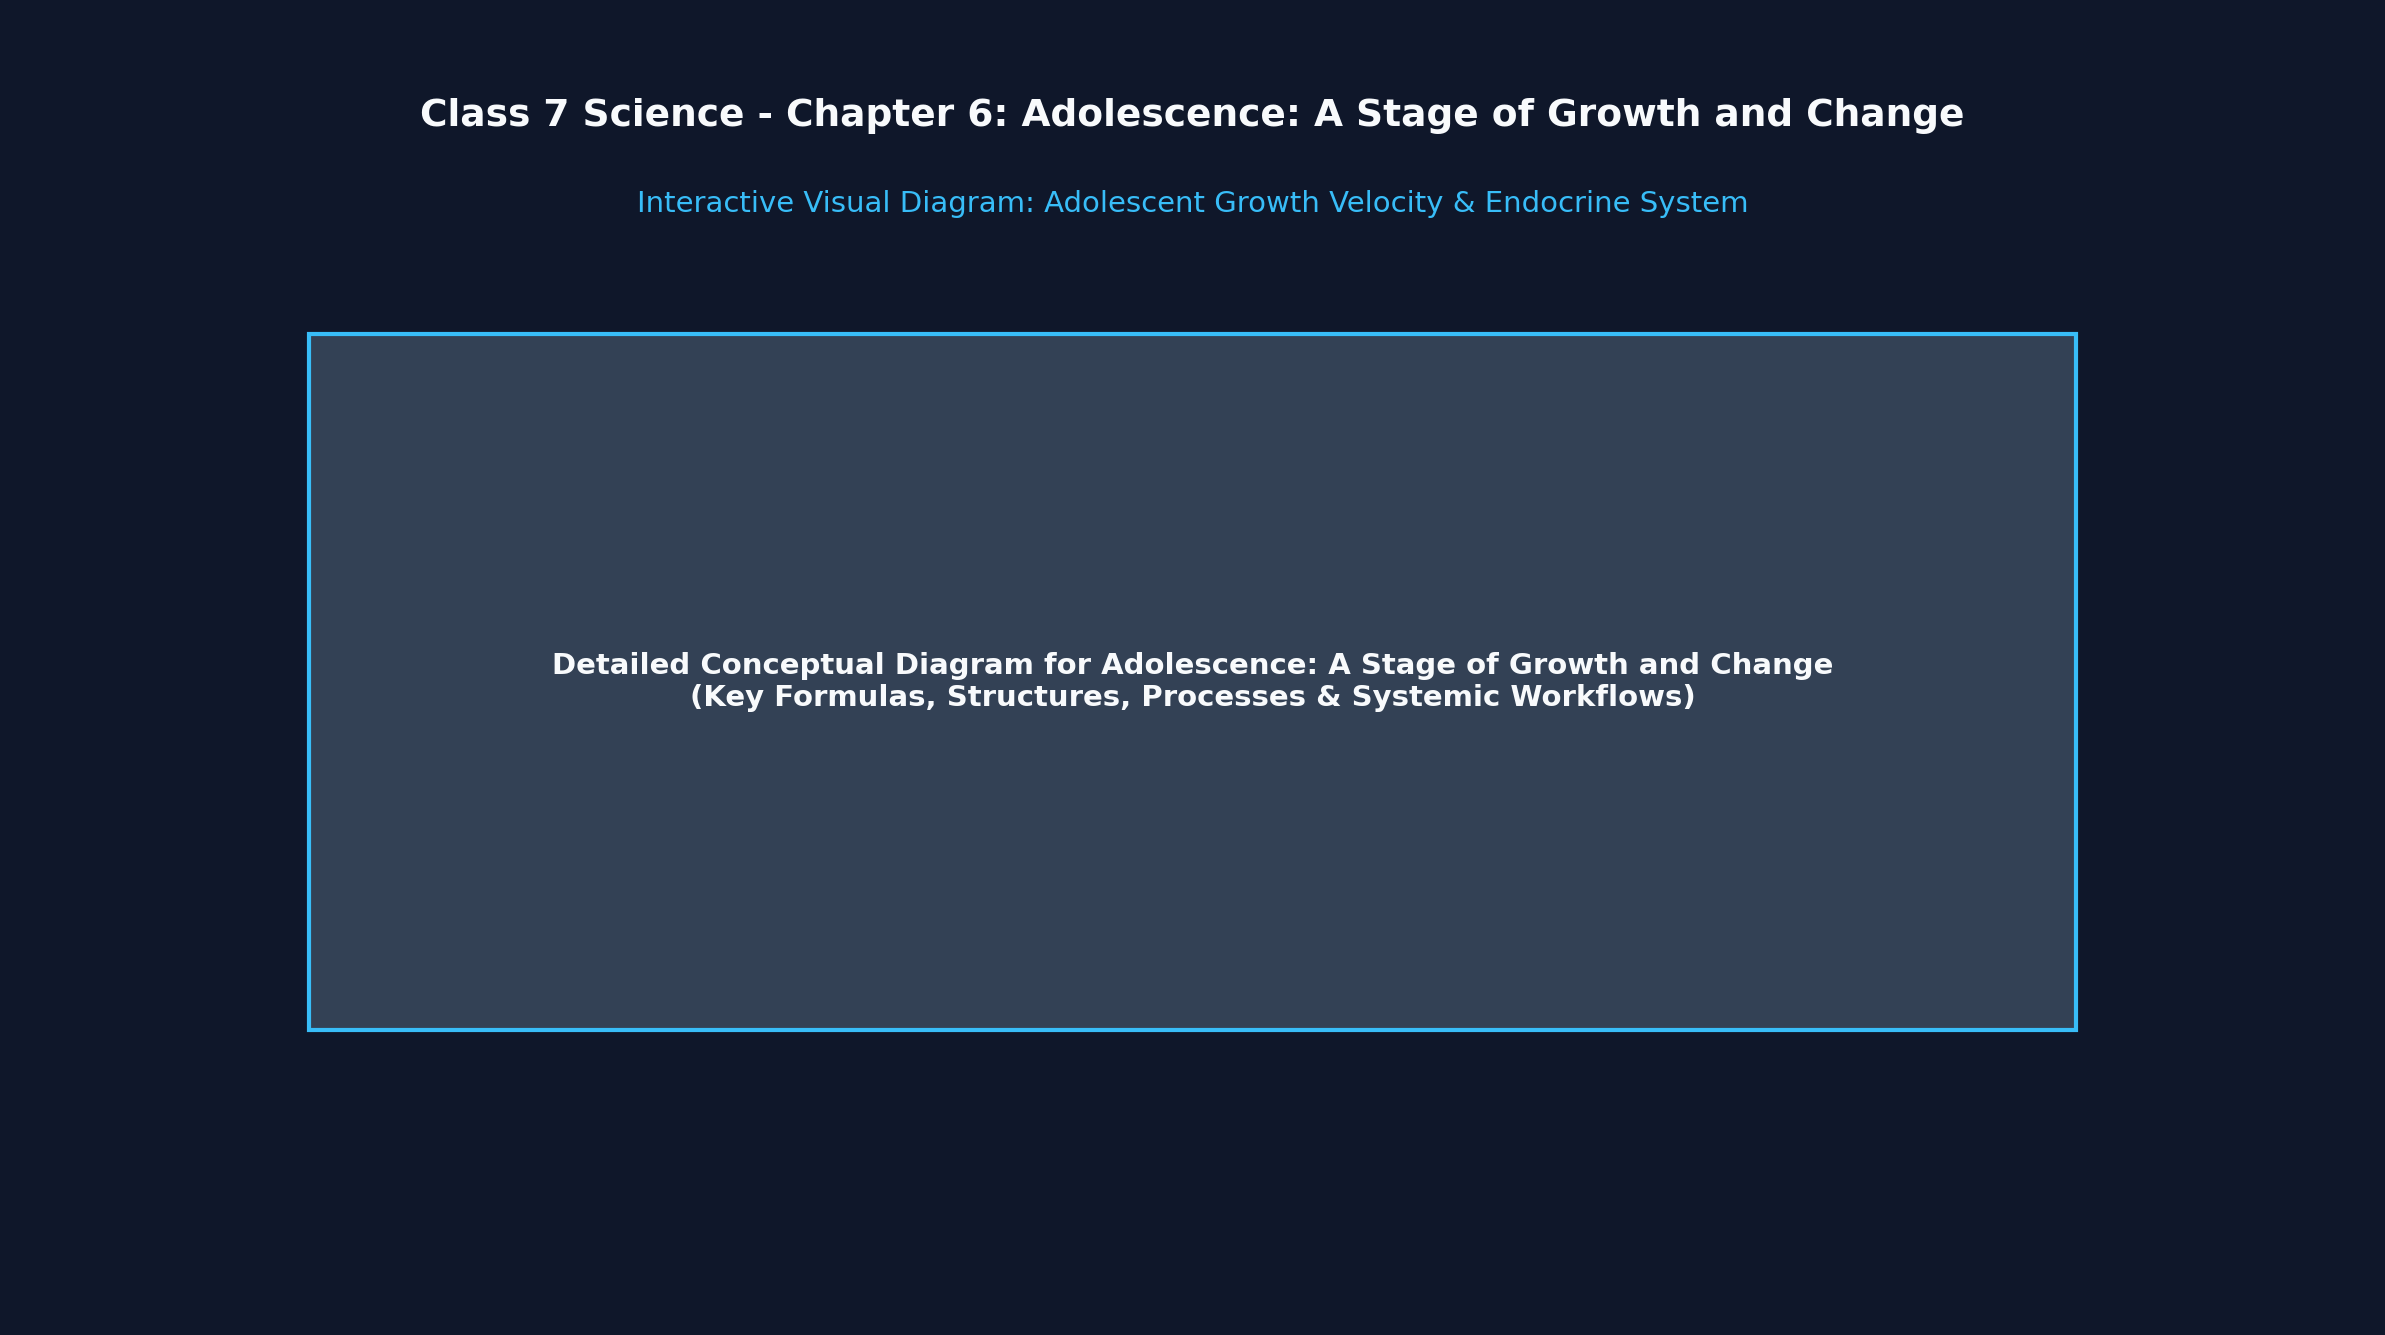 Class 7 Science - Chapter 6: Adolescence: A Stage of Growth and Change
Interactive Visual Diagram: Adolescent Growth Velocity & Endocrine System
Detailed Conceptual Diagram for Adolescence: A Stage of Growth and Change
(Key Formulas, Structures, Processes & Systemic Workflows)